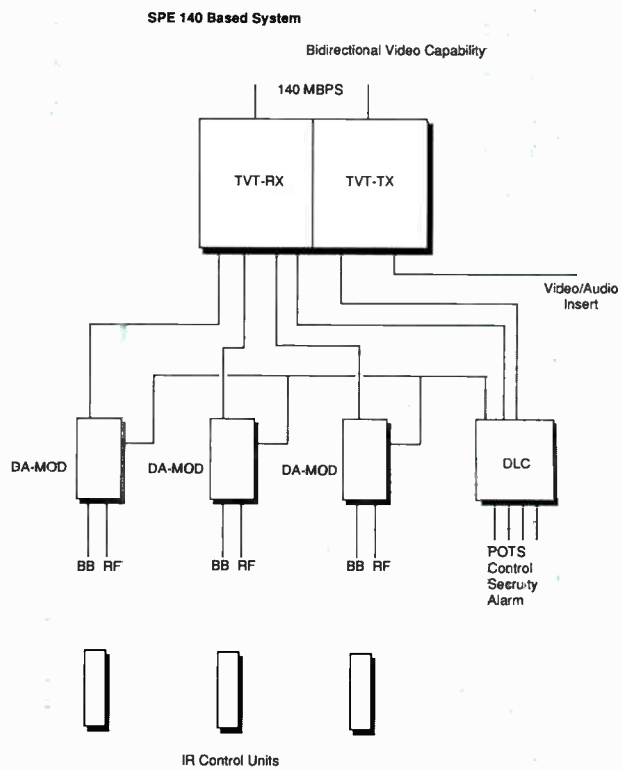 SPE 140 Based System
Bidirectional Video Capability
140 MBPS
TVT-RX
TVT-TX
Video/Audio
Insert
DA-MOD
DA-MOD
DA-MOD
DLC
BB RF
BB RF
BB RF
POTS
Control
Secruity
Alarm
IR Control Units